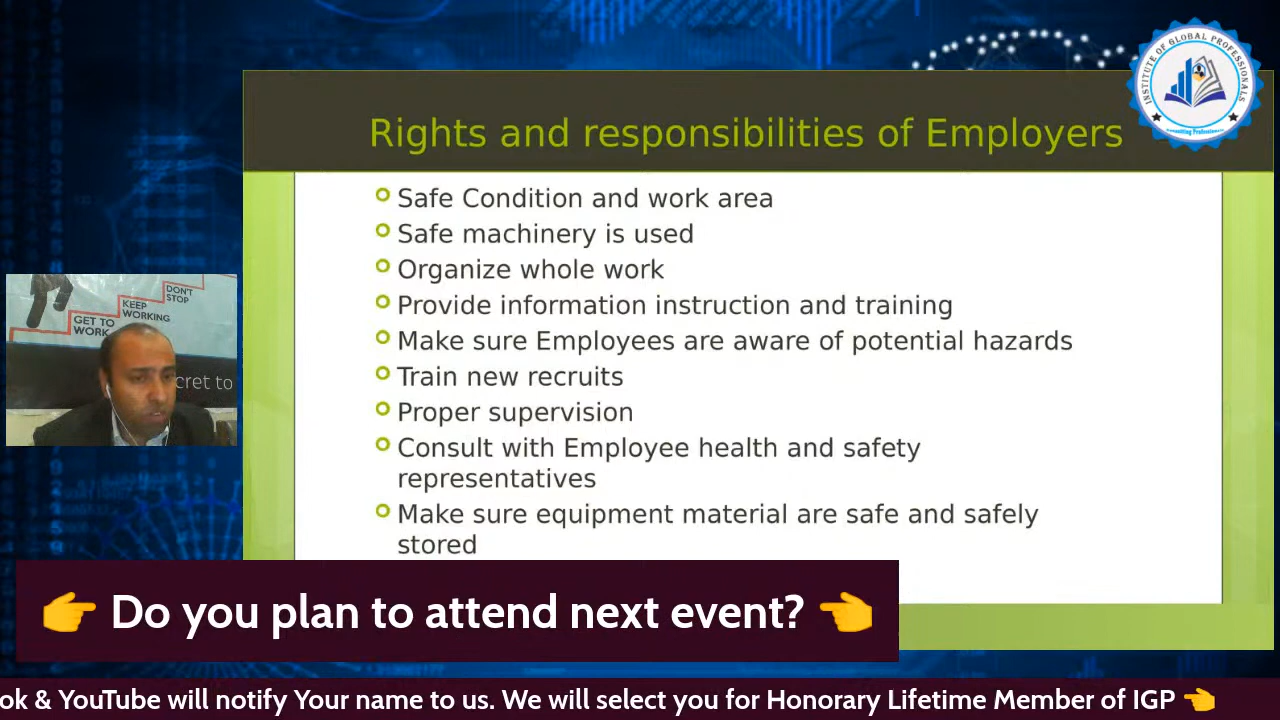 INSTITUTE OF GLOBAL PROFESSIONALS
Rights and responsibilities of Employers
Safe Condition and work area
Safe machinery is used
Organize whole work
Provide information instruction and training
Make sure Employees are aware of potential hazards
Train new recruits
Proper supervision
Consult with Employee health and safety
representatives
Make sure equipment material are safe and safely
stored
DON'T
STOP
KEEP
WORKING
GET TO
WORK
cret to
👉 Do you plan to attend next event? 👈
ok & YouTube will notify Your name to us. We will select you for Honorary Lifetime Member of IGP 👈